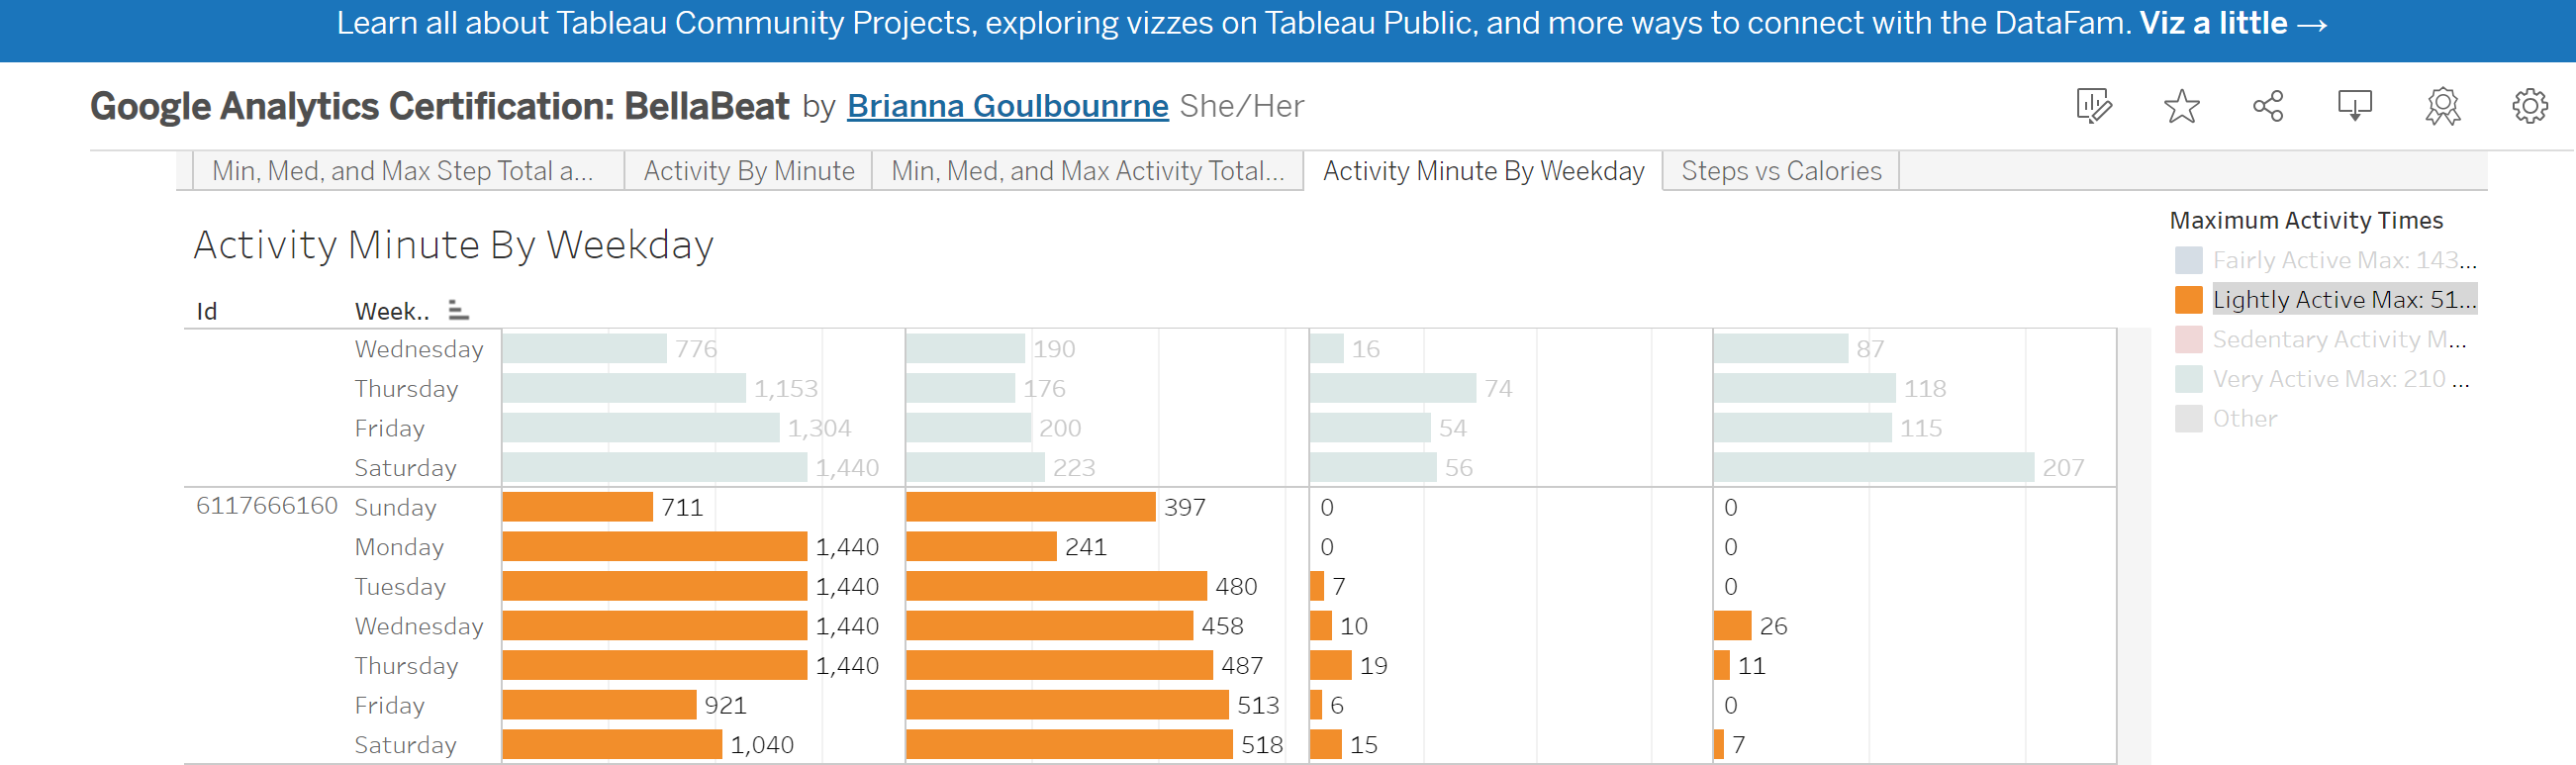 Learn all about Tableau Community Projects, exploring vizzes on Tableau Public, and more ways to connect with the DataFam. Viz a little →
Google Analytics Certification: BellaBeat by Brianna Goulbounrne She/Her
Min, Med, and Max Step Total a... Activity By Minute Min, Med, and Max Activity Total... Activity Minute By Weekday Steps vs Calories
Activity Minute By Weekday
Id Week..
Wednesday 776 190 16 87
Thursday 1,153 176 74 118
Friday 1,304 200 54 115
Saturday 1,440 223 56 207
6117666160 Sunday 711 397 0 0
Monday 1,440 241 0 0
Tuesday 1,440 480 7 0
Wednesday 1,440 458 10 26
Thursday 1,440 487 19 11
Friday 921 513 6 0
Saturday 1,040 518 15 7
Maximum Activity Times
Fairly Active Max: 143...
Lightly Active Max: 51...
Sedentary Activity M...
Very Active Max: 210 ...
Other